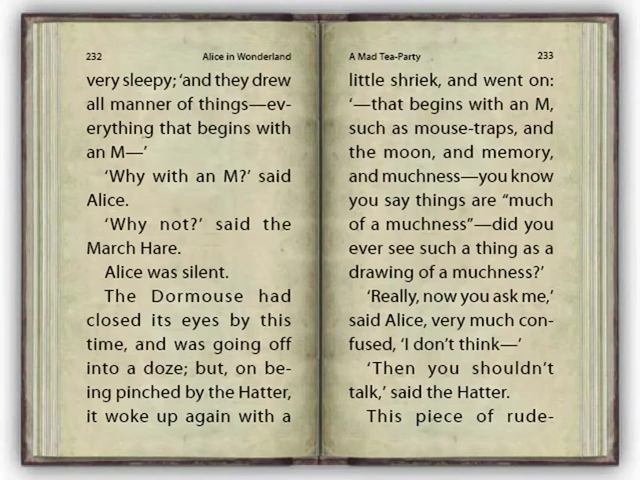 232 Alice in Wonderland
very sleepy; ‘and they drew
all manner of things—ev-
erything that begins with
an M—’
‘Why with an M?’ said
Alice.
‘Why not?’ said the
March Hare.
Alice was silent.
The Dormouse had
closed its eyes by this
time, and was going off
into a doze; but, on be-
ing pinched by the Hatter,
it woke up again with a
A Mad Tea-Party 233
little shriek, and went on:
‘—that begins with an M,
such as mouse-traps, and
the moon, and memory,
and muchness—you know
you say things are “much
of a muchness”—did you
ever see such a thing as a
drawing of a muchness?’
‘Really, now you ask me,’
said Alice, very much con-
fused, ‘I don’t think—’
‘Then you shouldn’t
talk,’ said the Hatter.
This piece of rude-